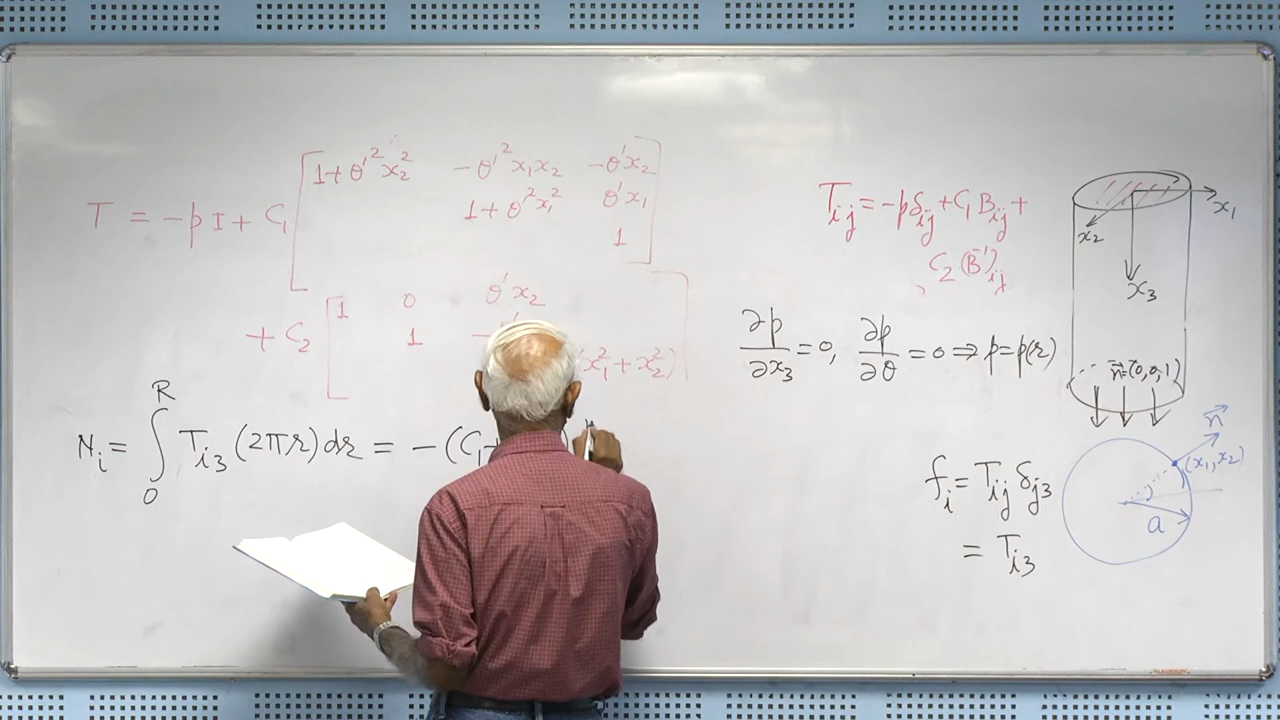 T = -p I + C₁ [ 1+θ'²x₂² -θ'²x₁x₂ -θ'x₂
1+θ'²x₁² θ'x₁
1 ]
+ C₂ [ 1 0 θ'x₂
1 -
(x₁²+x₂²) ]
Nᵢ = ∫₀ᴿ Tᵢ₃ (2πr) dr = - (C₁+
Tᵢⱼ = -pδᵢⱼ + C₁ Bᵢⱼ +
C₂ (B⁻¹)ᵢⱼ
∂p/∂x₃ = 0, ∂p/∂θ = 0 ⇒ p = p(r)
fᵢ = Tᵢⱼ δⱼ₃
= Tᵢ₃
x₁
x₂
x₃
n⃗=(0,0,1)
n⃗
(x₁,x₂)
a